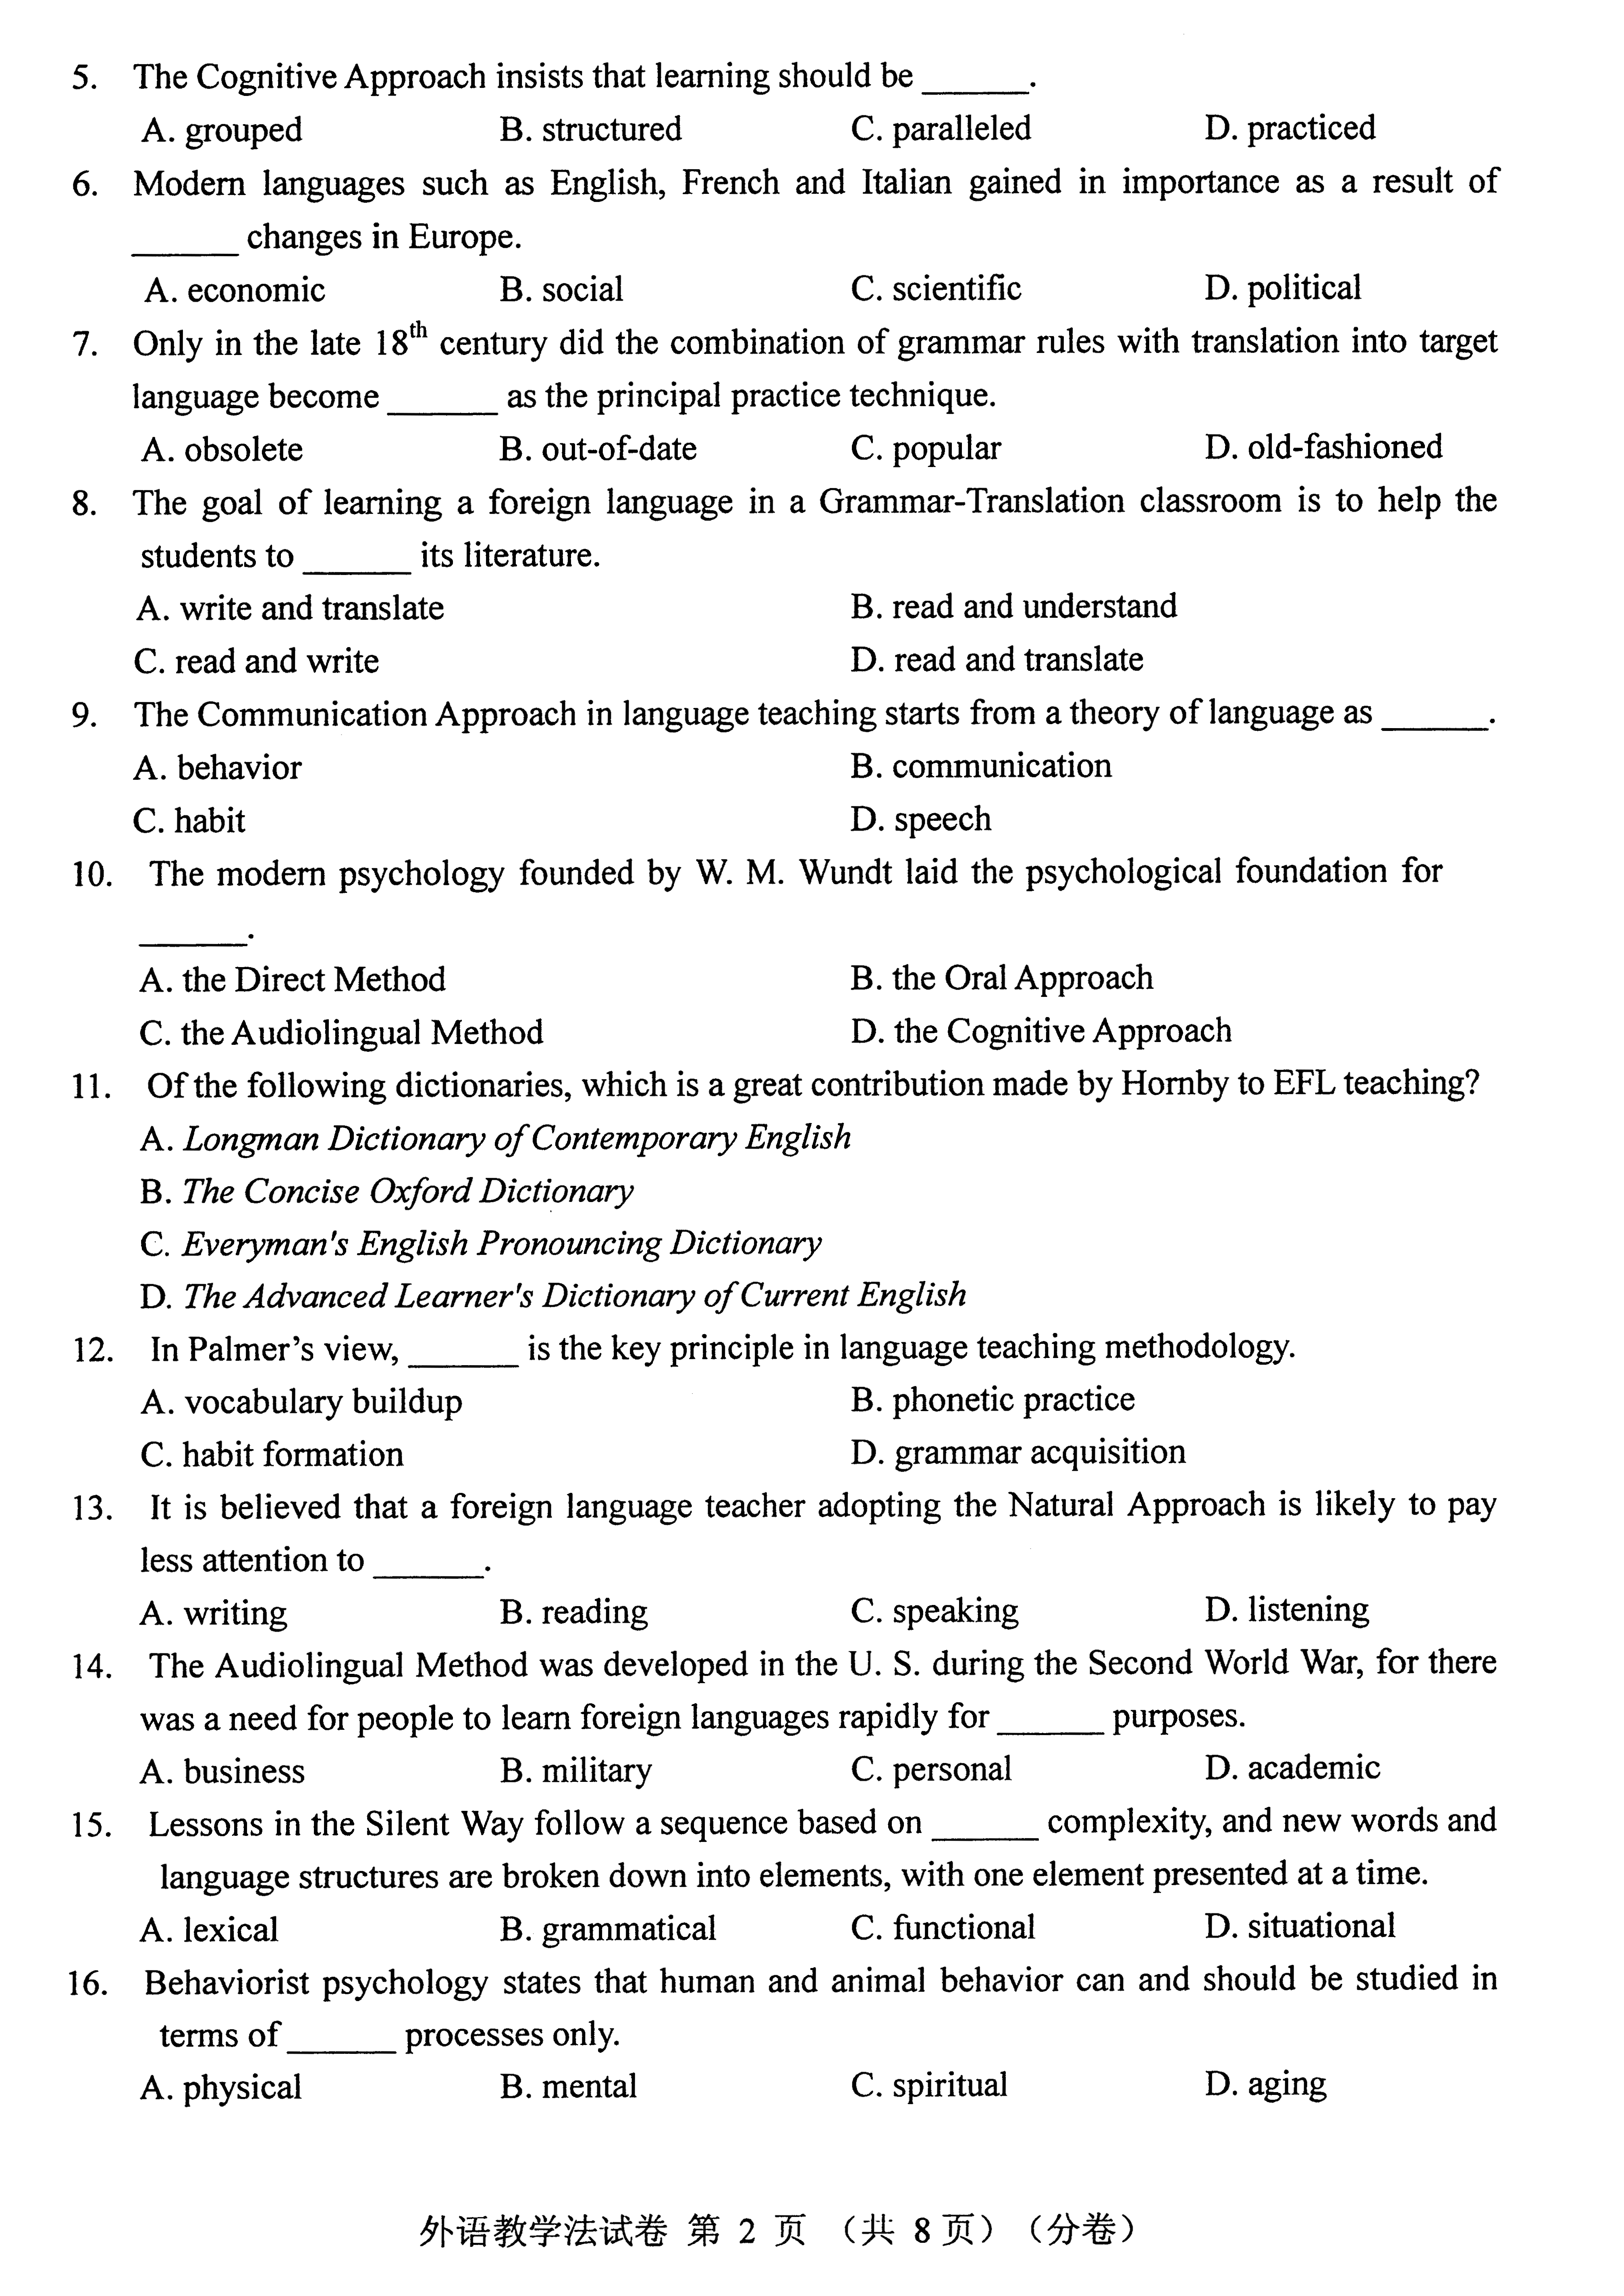 5. The Cognitive Approach insists that learning should be ______.
A. grouped B. structured C. paralleled D. practiced
6. Modern languages such as English, French and Italian gained in importance as a result of
______ changes in Europe.
A. economic B. social C. scientific D. political
7. Only in the late 18th century did the combination of grammar rules with translation into target
language become ______ as the principal practice technique.
A. obsolete B. out-of-date C. popular D. old-fashioned
8. The goal of learning a foreign language in a Grammar-Translation classroom is to help the
students to ______ its literature.
A. write and translate B. read and understand
C. read and write D. read and translate
9. The Communication Approach in language teaching starts from a theory of language as ______.
A. behavior B. communication
C. habit D. speech
10. The modern psychology founded by W. M. Wundt laid the psychological foundation for
______.
A. the Direct Method B. the Oral Approach
C. the Audiolingual Method D. the Cognitive Approach
11. Of the following dictionaries, which is a great contribution made by Hornby to EFL teaching?
A. Longman Dictionary of Contemporary English
B. The Concise Oxford Dictionary
C. Everyman's English Pronouncing Dictionary
D. The Advanced Learner's Dictionary of Current English
12. In Palmer’s view, ______ is the key principle in language teaching methodology.
A. vocabulary buildup B. phonetic practice
C. habit formation D. grammar acquisition
13. It is believed that a foreign language teacher adopting the Natural Approach is likely to pay
less attention to ______.
A. writing B. reading C. speaking D. listening
14. The Audiolingual Method was developed in the U. S. during the Second World War, for there
was a need for people to learn foreign languages rapidly for ______ purposes.
A. business B. military C. personal D. academic
15. Lessons in the Silent Way follow a sequence based on ______ complexity, and new words and
language structures are broken down into elements, with one element presented at a time.
A. lexical B. grammatical C. functional D. situational
16. Behaviorist psychology states that human and animal behavior can and should be studied in
terms of ______ processes only.
A. physical B. mental C. spiritual D. aging
外语教学法试卷 第 2 页 （共 8 页）（分卷）